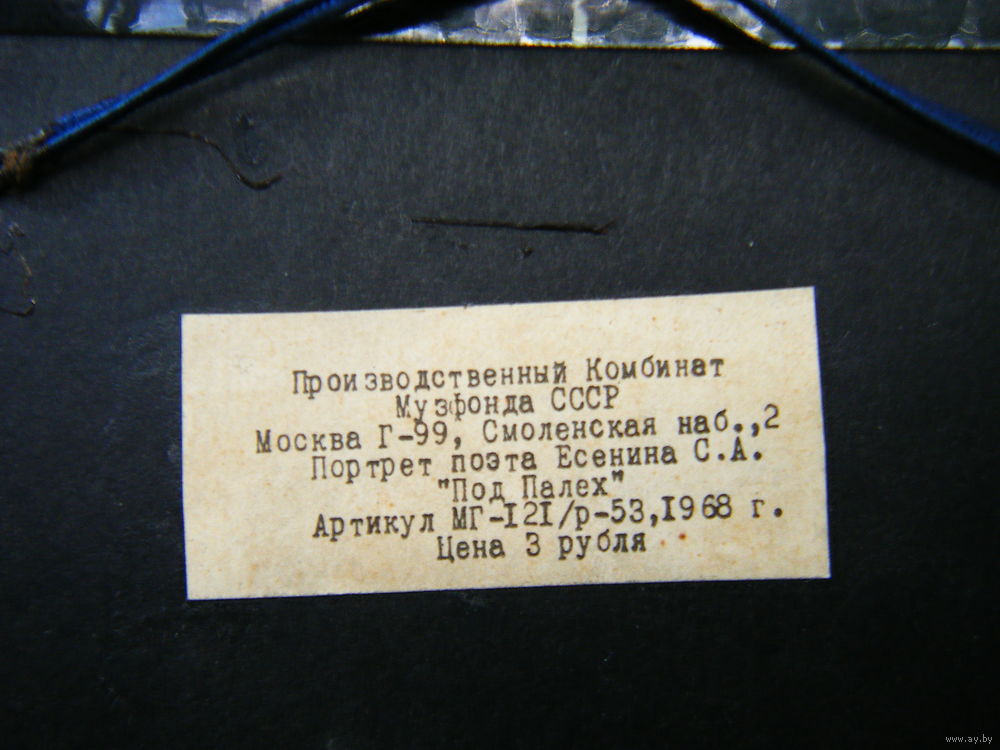 Производственный Комбинат
Музфонда СССР
Москва Г-99, Смоленская наб.,2
Портрет поэта Есенина С.А.
"Под Палех"
Артикул МГ-I2I/р-53,I968 г.
Цена 3 рубля
www.ay.by